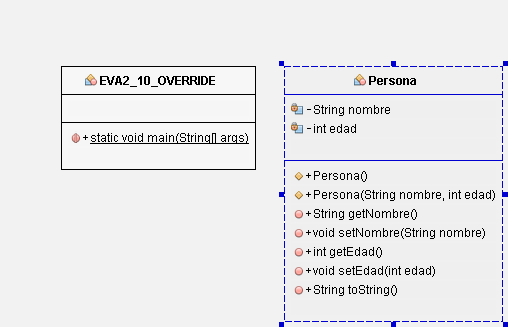 EVA2_10_OVERRIDE
+ static void main(String[] args)
Persona
- String nombre
- int edad
+ Persona()
+ Persona(String nombre, int edad)
+ String getNombre()
+ void setNombre(String nombre)
+ int getEdad()
+ void setEdad(int edad)
+ String toString()